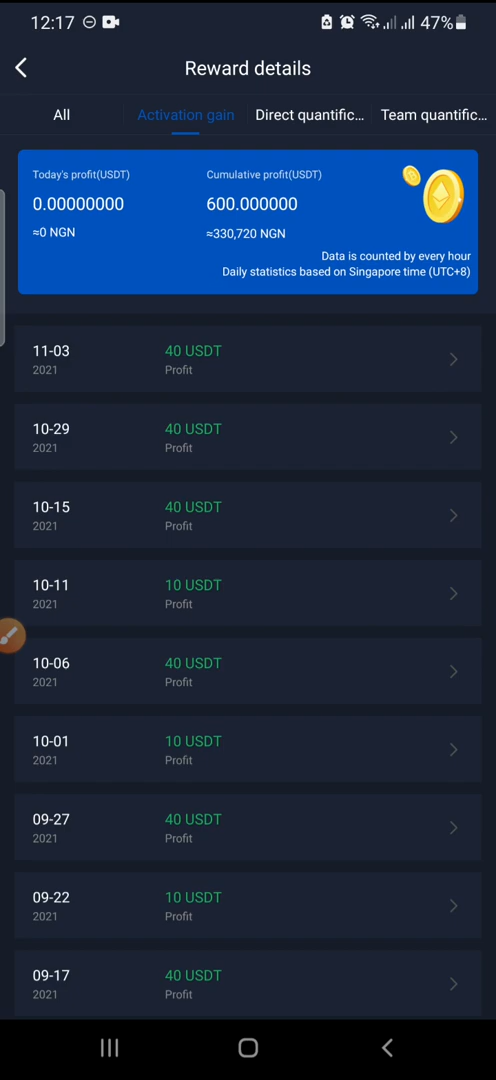 12:17 47%
Reward details
All Activation gain Direct quantific... Team quantific...
Today's profit(USDT) Cumulative profit(USDT)
0.00000000 600.000000
≈0 NGN ≈330,720 NGN
Data is counted by every hour
Daily statistics based on Singapore time (UTC+8)
11-03 40 USDT
2021 Profit
10-29 40 USDT
2021 Profit
10-15 40 USDT
2021 Profit
10-11 10 USDT
2021 Profit
10-06 40 USDT
2021 Profit
10-01 10 USDT
2021 Profit
09-27 40 USDT
2021 Profit
09-22 10 USDT
2021 Profit
09-17 40 USDT
2021 Profit